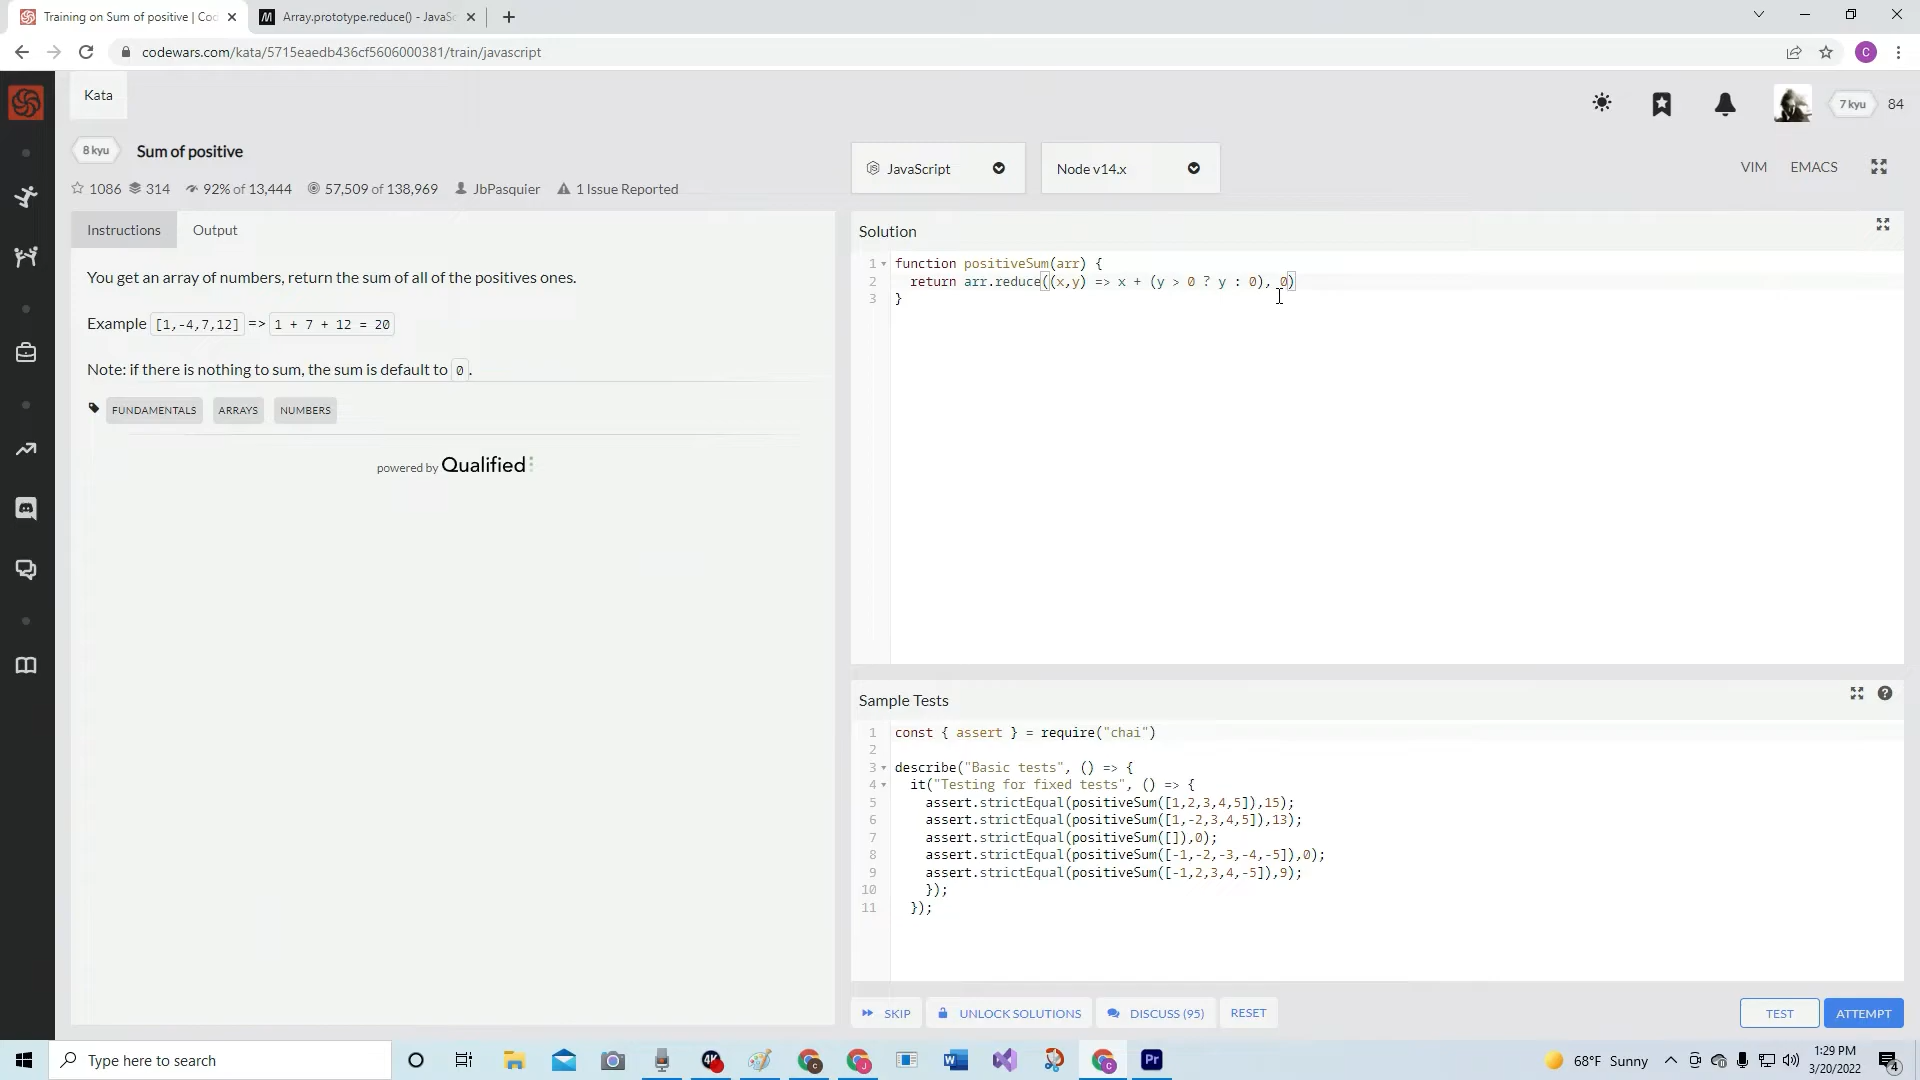 Training on Sum of positive | Co
Array.prototype.reduce() - JavaSc
codewars.com/kata/5715eaedb436cf5606000381/train/javascript
C
Kata
7 kyu
84
8 kyu
Sum of positive
1086
314
92% of 13,444
57,509 of 138,969
JbPasquier
1 Issue Reported
JavaScript
Node v14.x
VIM
EMACS
Instructions
Output
You get an array of numbers, return the sum of all of the positives ones.
Example [1,-4,7,12] => 1 + 7 + 12 = 20
Note: if there is nothing to sum, the sum is default to 0.
FUNDAMENTALS
ARRAYS
NUMBERS
powered by Qualified
Solution
1 function positiveSum(arr) {
2 return arr.reduce((x,y) => x + (y > 0 ? y : 0), 0)
3 }
Sample Tests
1 const { assert } = require("chai")
2
3 describe("Basic tests", () => {
4 it("Testing for fixed tests", () => {
5 assert.strictEqual(positiveSum([1,2,3,4,5]),15);
6 assert.strictEqual(positiveSum([1,-2,3,4,5]),13);
7 assert.strictEqual(positiveSum([]),0);
8 assert.strictEqual(positiveSum([-1,-2,-3,-4,-5]),0);
9 assert.strictEqual(positiveSum([-1,2,3,4,-5]),9);
10 });
11 });
SKIP
UNLOCK SOLUTIONS
DISCUSS (95)
RESET
TEST
ATTEMPT
Type here to search
4K
W
Pr
68°F Sunny
1:29 PM
3/20/2022
4